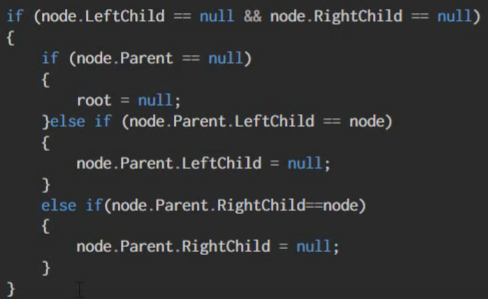 if (node.LeftChild == null && node.RightChild == null)
{
    if (node.Parent == null)
    {
        root = null;
    }else if (node.Parent.LeftChild == node)
    {
        node.Parent.LeftChild = null;
    }
    else if(node.Parent.RightChild==node)
    {
        node.Parent.RightChild = null;
    }
}